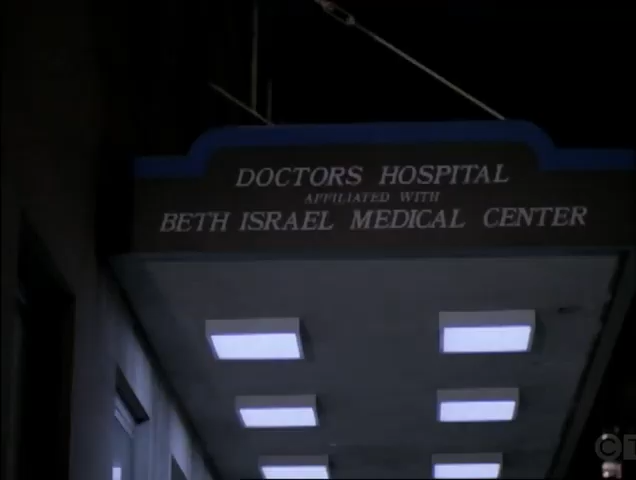 DOCTORS HOSPITAL
AFFILIATED WITH
BETH ISRAEL MEDICAL CENTER